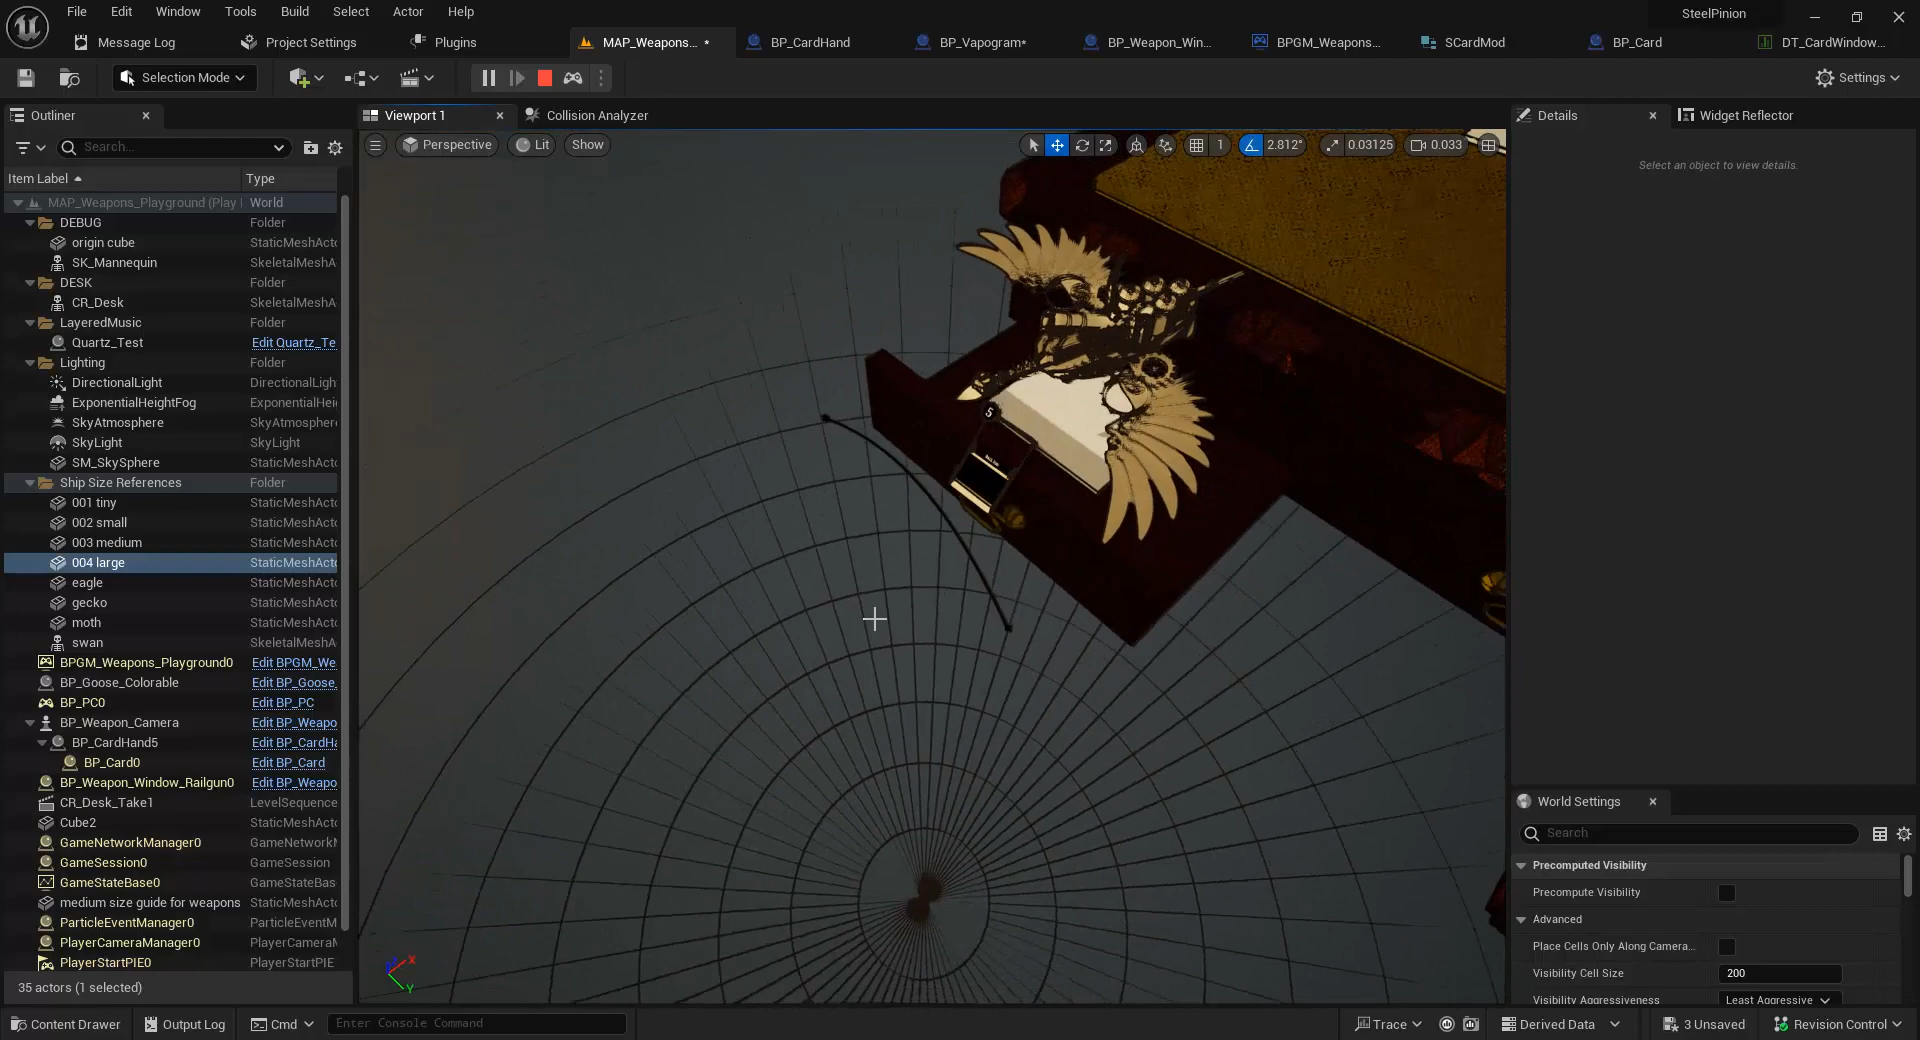 File Edit Window Tools Build Select Actor Help
SteelPinion
Message Log
Project Settings
Plugins
MAP_Weapons... *
BP_CardHand
BP_Vapogram*
BP_Weapon_Win...
BPGM_Weapons...
SCardMod
BP_Card
DT_CardWindow...
Selection Mode
Settings
Outliner
Viewport 1
Collision Analyzer
Details
Widget Reflector
Search...
Perspective
Lit
Show
1
2.812°
0.03125
0.033
Select an object to view details.
Item Label Type
MAP_Weapons_Playground (Play World
DEBUG Folder
origin cube StaticMeshActo
SK_Mannequin SkeletalMeshA
DESK Folder
CR_Desk SkeletalMeshA
LayeredMusic Folder
Quartz_Test Edit Quartz_Te
Lighting Folder
DirectionalLight DirectionalLigh
ExponentialHeightFog ExponentialHei
SkyAtmosphere SkyAtmosphere
SkyLight SkyLight
SM_SkySphere StaticMeshActo
Ship Size References Folder
001 tiny StaticMeshActo
002 small StaticMeshActo
003 medium StaticMeshActo
004 large StaticMeshActo
eagle StaticMeshActo
gecko StaticMeshActo
moth StaticMeshActo
swan SkeletalMeshA
BPGM_Weapons_Playground0 Edit BPGM_We
BP_Goose_Colorable Edit BP_Goose_
BP_PC0 Edit BP_PC
BP_Weapon_Camera Edit BP_Weapo
BP_CardHand5 Edit BP_CardHa
BP_Card0 Edit BP_Card
BP_Weapon_Window_Railgun0 Edit BP_Weapo
CR_Desk_Take1 LevelSequence
Cube2 StaticMeshActo
GameNetworkManager0 GameNetworkM
GameSession0 GameSession
GameStateBase0 GameStateBas
medium size guide for weapons StaticMeshActo
ParticleEventManager0 ParticleEventM
PlayerCameraManager0 PlayerCameraM
PlayerStartPIE0 PlayerStartPIE
35 actors (1 selected)
5
X
Y
World Settings
Search
Precomputed Visibility
Precompute Visibility
Advanced
Place Cells Only Along Camera...
Visibility Cell Size 200
Visibility Aggressiveness Least Aggressive
Content Drawer
Output Log
Cmd
Enter Console Command
Trace
Derived Data
3 Unsaved
Revision Control